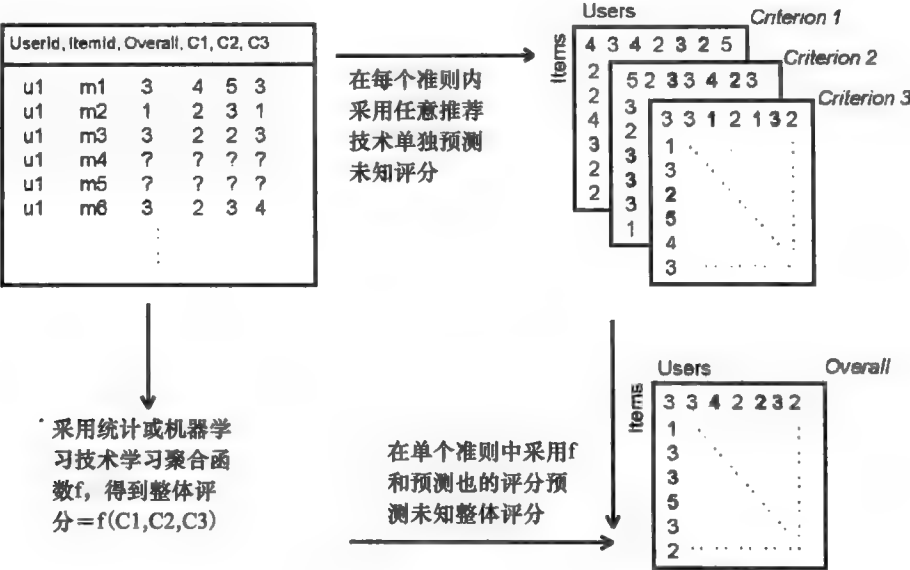 UserId, ItemId, Overall, C1, C2, C3
u1 m1 3 4 5 3
u1 m2 1 2 3 1
u1 m3 3 2 2 3
u1 m4 ? ? ? ?
u1 m5 ? ? ? ?
u1 m6 3 2 3 4
在每个准则内
采用任意推荐
技术单独预测
未知评分
Users
Criterion 1
Items
4 3 4 2 3 2 5
2
2
4
3
2
2
Criterion 2
5 2 3 3 4 2 3
3
2
3
3
3
1
Criterion 3
3 3 1 2 1 3 2
1
3
2
5
4
3
采用统计或机器学
习技术学习聚合函
数f，得到整体评
分＝f(C1,C2,C3)
在单个准则中采用f
和预测也的评分预
测未知整体评分
Users
Overall
Items
3 3 4 2 2 3 2
1
3
3
5
3
2